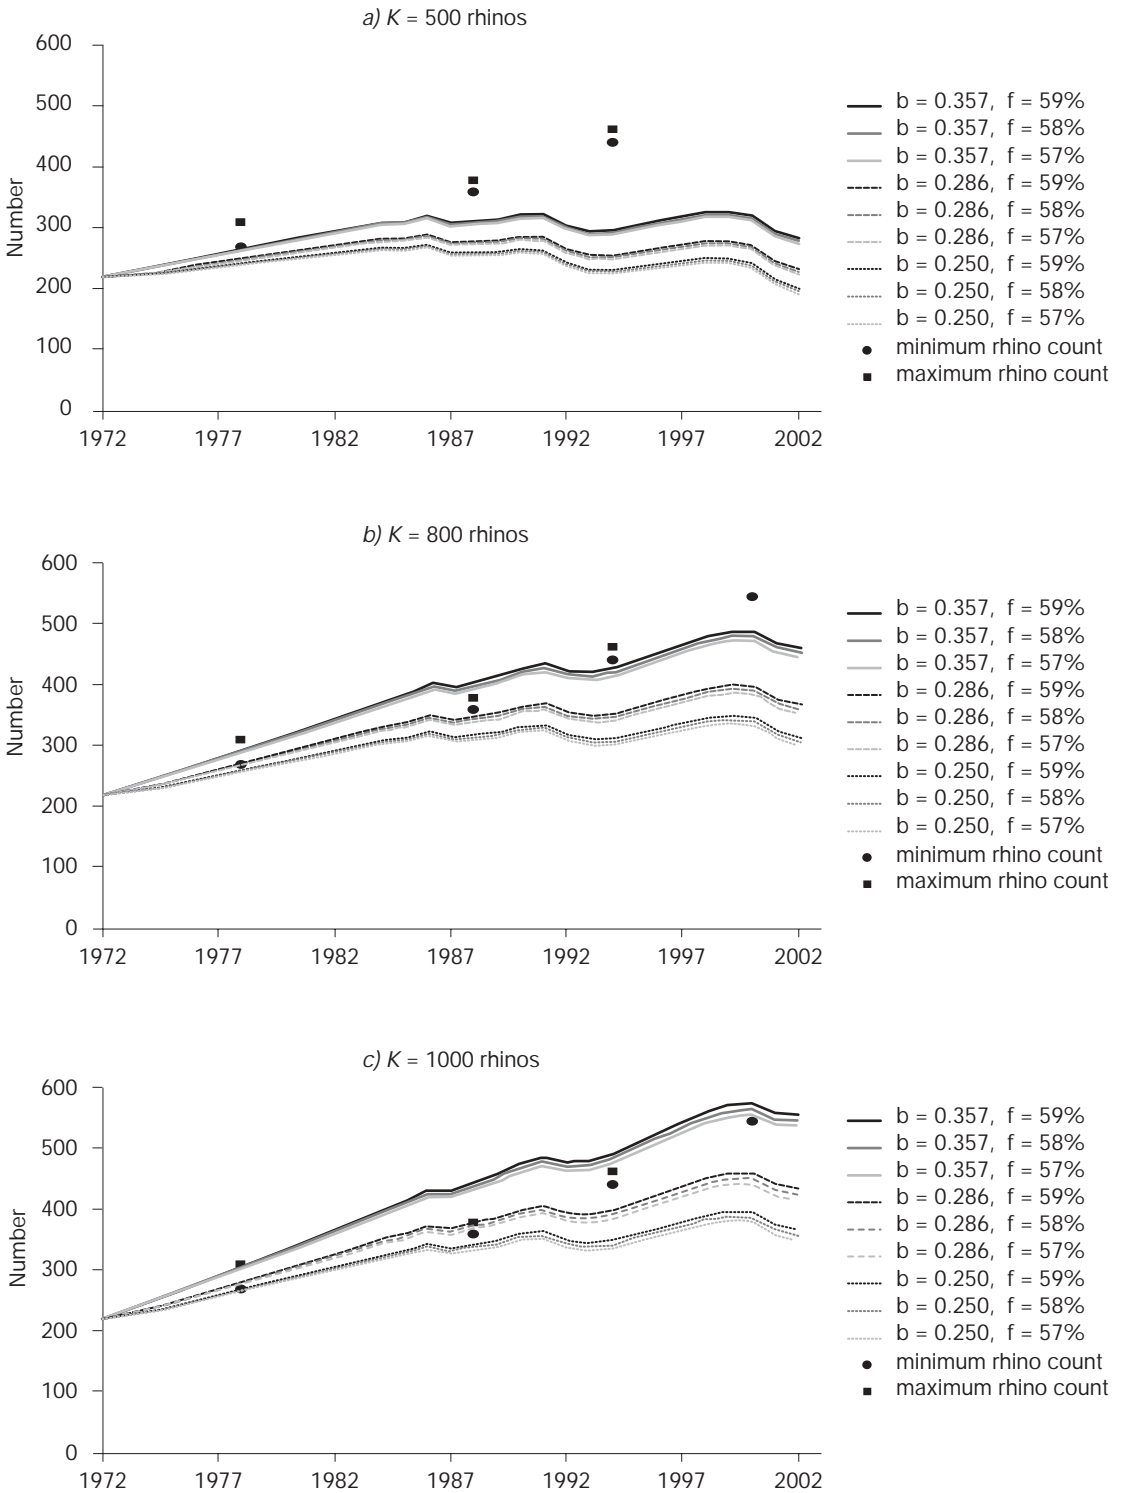 a) K = 500 rhinos
Number
600
500
400
300
200
100
0
1972 1977 1982 1987 1992 1997 2002
b = 0.357, f = 59%
b = 0.357, f = 58%
b = 0.357, f = 57%
b = 0.286, f = 59%
b = 0.286, f = 58%
b = 0.286, f = 57%
b = 0.250, f = 59%
b = 0.250, f = 58%
b = 0.250, f = 57%
minimum rhino count
maximum rhino count
b) K = 800 rhinos
Number
600
500
400
300
200
100
0
1972 1977 1982 1987 1992 1997 2002
b = 0.357, f = 59%
b = 0.357, f = 58%
b = 0.357, f = 57%
b = 0.286, f = 59%
b = 0.286, f = 58%
b = 0.286, f = 57%
b = 0.250, f = 59%
b = 0.250, f = 58%
b = 0.250, f = 57%
minimum rhino count
maximum rhino count
c) K = 1000 rhinos
Number
600
500
400
300
200
100
0
1972 1977 1982 1987 1992 1997 2002
b = 0.357, f = 59%
b = 0.357, f = 58%
b = 0.357, f = 57%
b = 0.286, f = 59%
b = 0.286, f = 58%
b = 0.286, f = 57%
b = 0.250, f = 59%
b = 0.250, f = 58%
b = 0.250, f = 57%
minimum rhino count
maximum rhino count